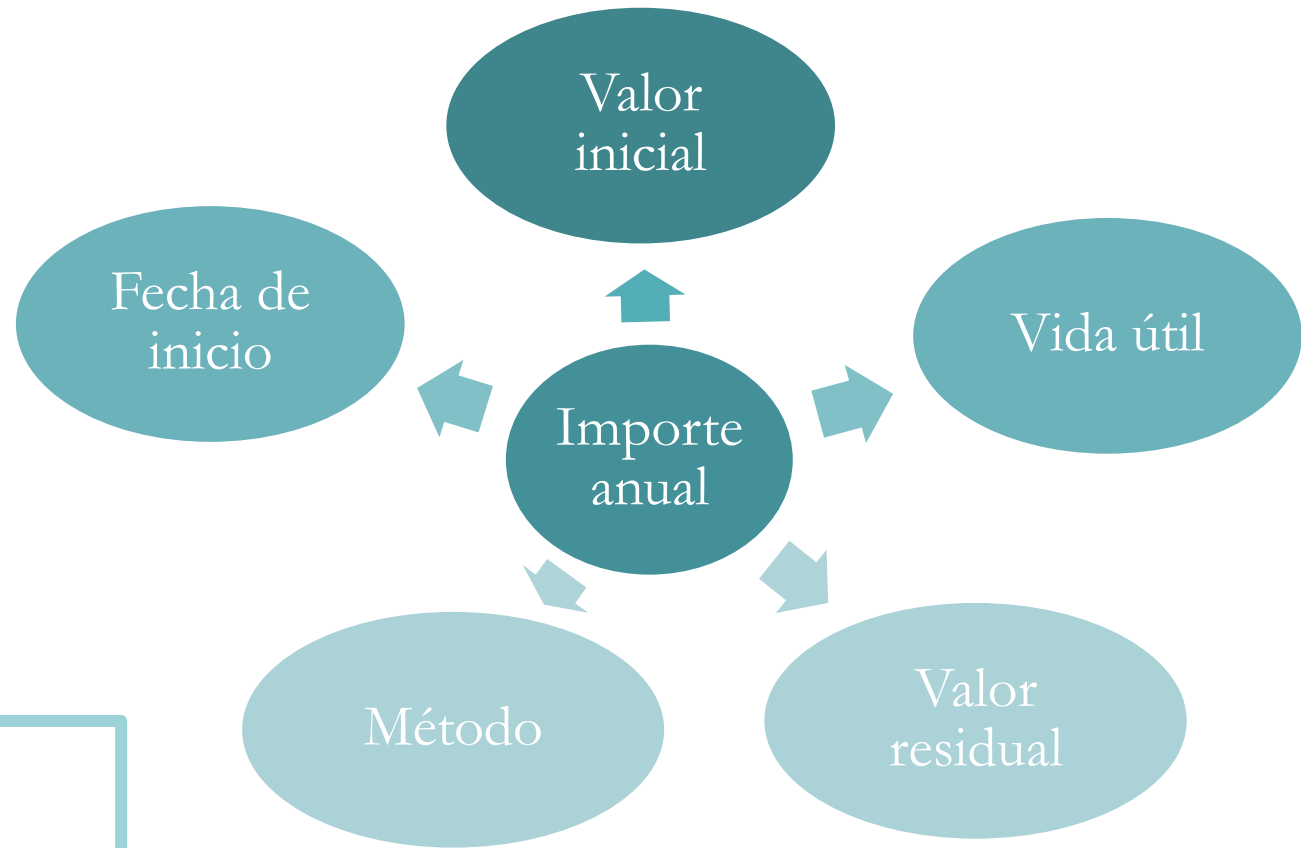 Valor
inicial
Fecha de
inicio
Vida útil
Importe
anual
Método
Valor
residual